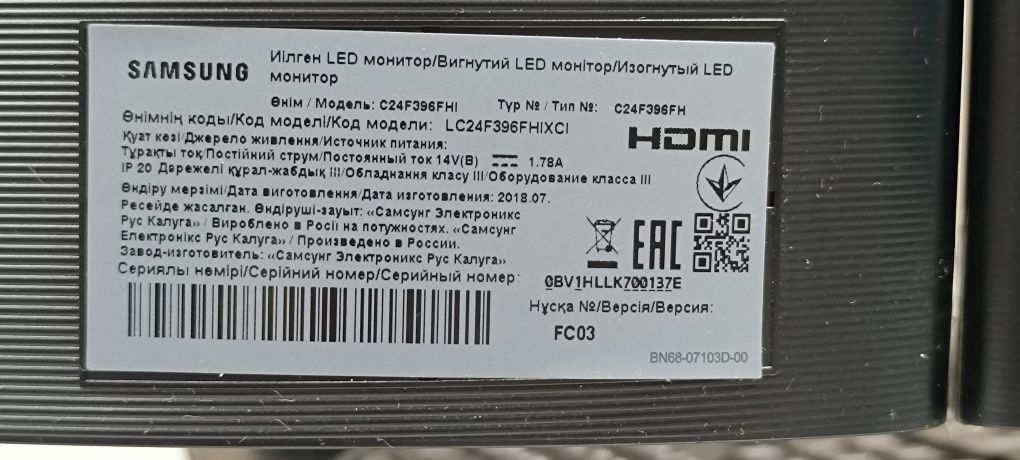 SAMSUNG
Иілген LED монитор/Вигнутий LED монітор/Изогнутый LED
монитор
Өнім / Модель: C24F396FHI Түр № / Тип №: C24F396FH
Өнімнің коды/Код моделі/Код модели: LC24F396FHIXCI
HDMI
Қуат көзі/Джерело живлення/Источник питания:
Тұрақты ток/Постійний струм/Постоянный ток 14V(В) 1.78A
IP 20 Дәрежелі құрал-жабдық III/Обладнання класу III/Оборудование класса III
Өндіру мерзімі/Дата виготовлення/Дата изготовления: 2018.07.
Ресейде жасалған. Өндіруші-зауыт: «Самсунг Электроникс
Рус Калуга» / Вироблено в Росії на потужностях. «Самсунг
Електронікс Рус Калуга» / Произведено в России.
Завод-изготовитель: «Самсунг Электроникс Рус Калуга»
EAC
Сериялы нөмірі/Серійний номер/Серийный номер:
0BV1HLLK700137E
Нұсқа №/Версія/Версия:
FC03
BN68-07103D-00